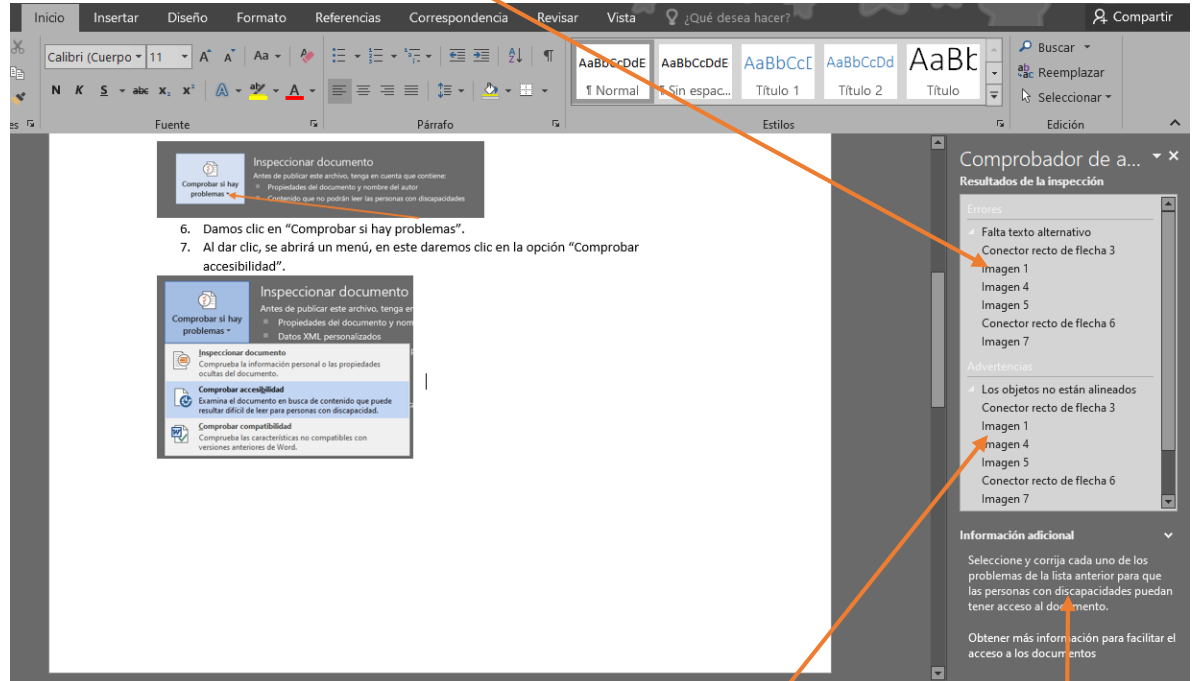 Inicio Insertar Diseño Formato Referencias Correspondencia Revisar Vista ¿Qué desea hacer? Compartir
Calibri (Cuerpo 11 A A Aa
N K S abc x₂ x² A aby A
AaBbCcDdE AaBbCcDdE AaBbCcC AaBbCcDd AaBb
¶ Normal ¶ Sin espac... Título 1 Título 2 Título
Buscar
Reemplazar
Seleccionar
es Fuente Párrafo Estilos Edición
Comprobar si hay problemas
Inspeccionar documento
Antes de publicar este archivo, tenga en cuenta que contiene:
Propiedades del documento y nombre del autor
Contenido que no podrán leer las personas con discapacidades
6. Damos clic en “Comprobar si hay problemas”.
7. Al dar clic, se abrirá un menú, en este daremos clic en la opción “Comprobar
accesibilidad”.
Comprobar si hay
problemas
Inspeccionar documento
Antes de publicar este archivo, tenga en
Propiedades del documento y nom
Datos XML personalizados
Inspeccionar documento
Comprueba la información personal o las propiedades
ocultas del documento.
Comprobar accesibilidad
Examina el documento en busca de contenido que puede
resultar difícil de leer para personas con discapacidad.
Comprobar compatibilidad
Comprueba las características no compatibles con
versiones anteriores de Word.
Comprobador de a...
Resultados de la inspección
Errores
Falta texto alternativo
Conector recto de flecha 3
Imagen 1
Imagen 4
Imagen 5
Conector recto de flecha 6
Imagen 7
Advertencias
Los objetos no están alineados
Conector recto de flecha 3
Imagen 1
Imagen 4
Imagen 5
Conector recto de flecha 6
Imagen 7
Información adicional
Seleccione y corrija cada uno de los
problemas de la lista anterior para que
las personas con discapacidades puedan
tener acceso al documento.
Obtener más información para facilitar el
acceso a los documentos